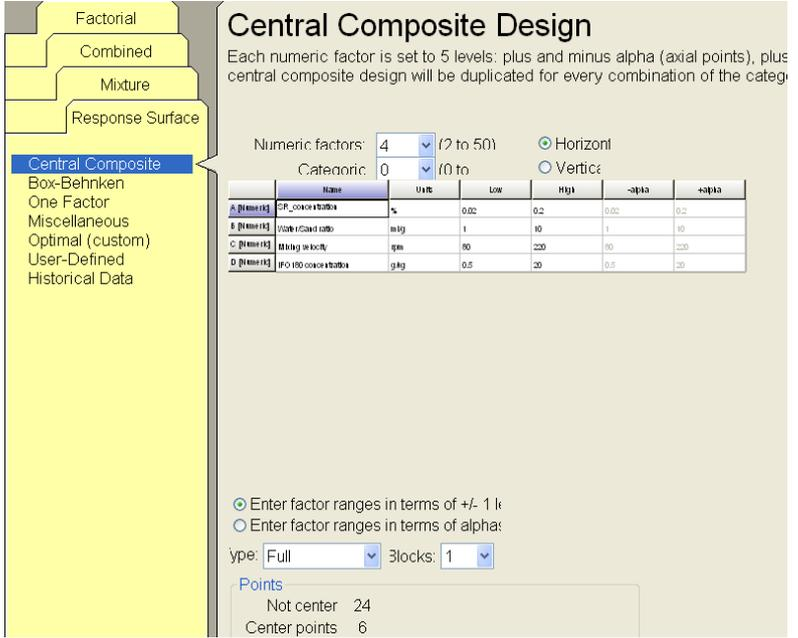 Factorial
Combined
Mixture
Response Surface
Central Composite
Box-Behnken
One Factor
Miscellaneous
Optimal (custom)
User-Defined
Historical Data
Central Composite Design
Each numeric factor is set to 5 levels: plus and minus alpha (axial points), plus
central composite design will be duplicated for every combination of the categ
Numeric factors: 4 (2 to 50) Horizont
Categoric 0 (0 to Vertica
Name Units Low High -alpha +alpha
A [Numeric] SR_concentration % 0.02 0.2 0.02 0.2
B [Numeric] Water/Sand ratio ml/g 1 10 1 10
C [Numeric] Mixing velocity rpm 60 220 60 220
D [Numeric] IFO 180 concentration g/kg 0.5 20 0.5 20
Enter factor ranges in terms of +/- 1 le
Enter factor ranges in terms of alphas
ype: Full Blocks: 1
Points
Not center 24
Center points 6